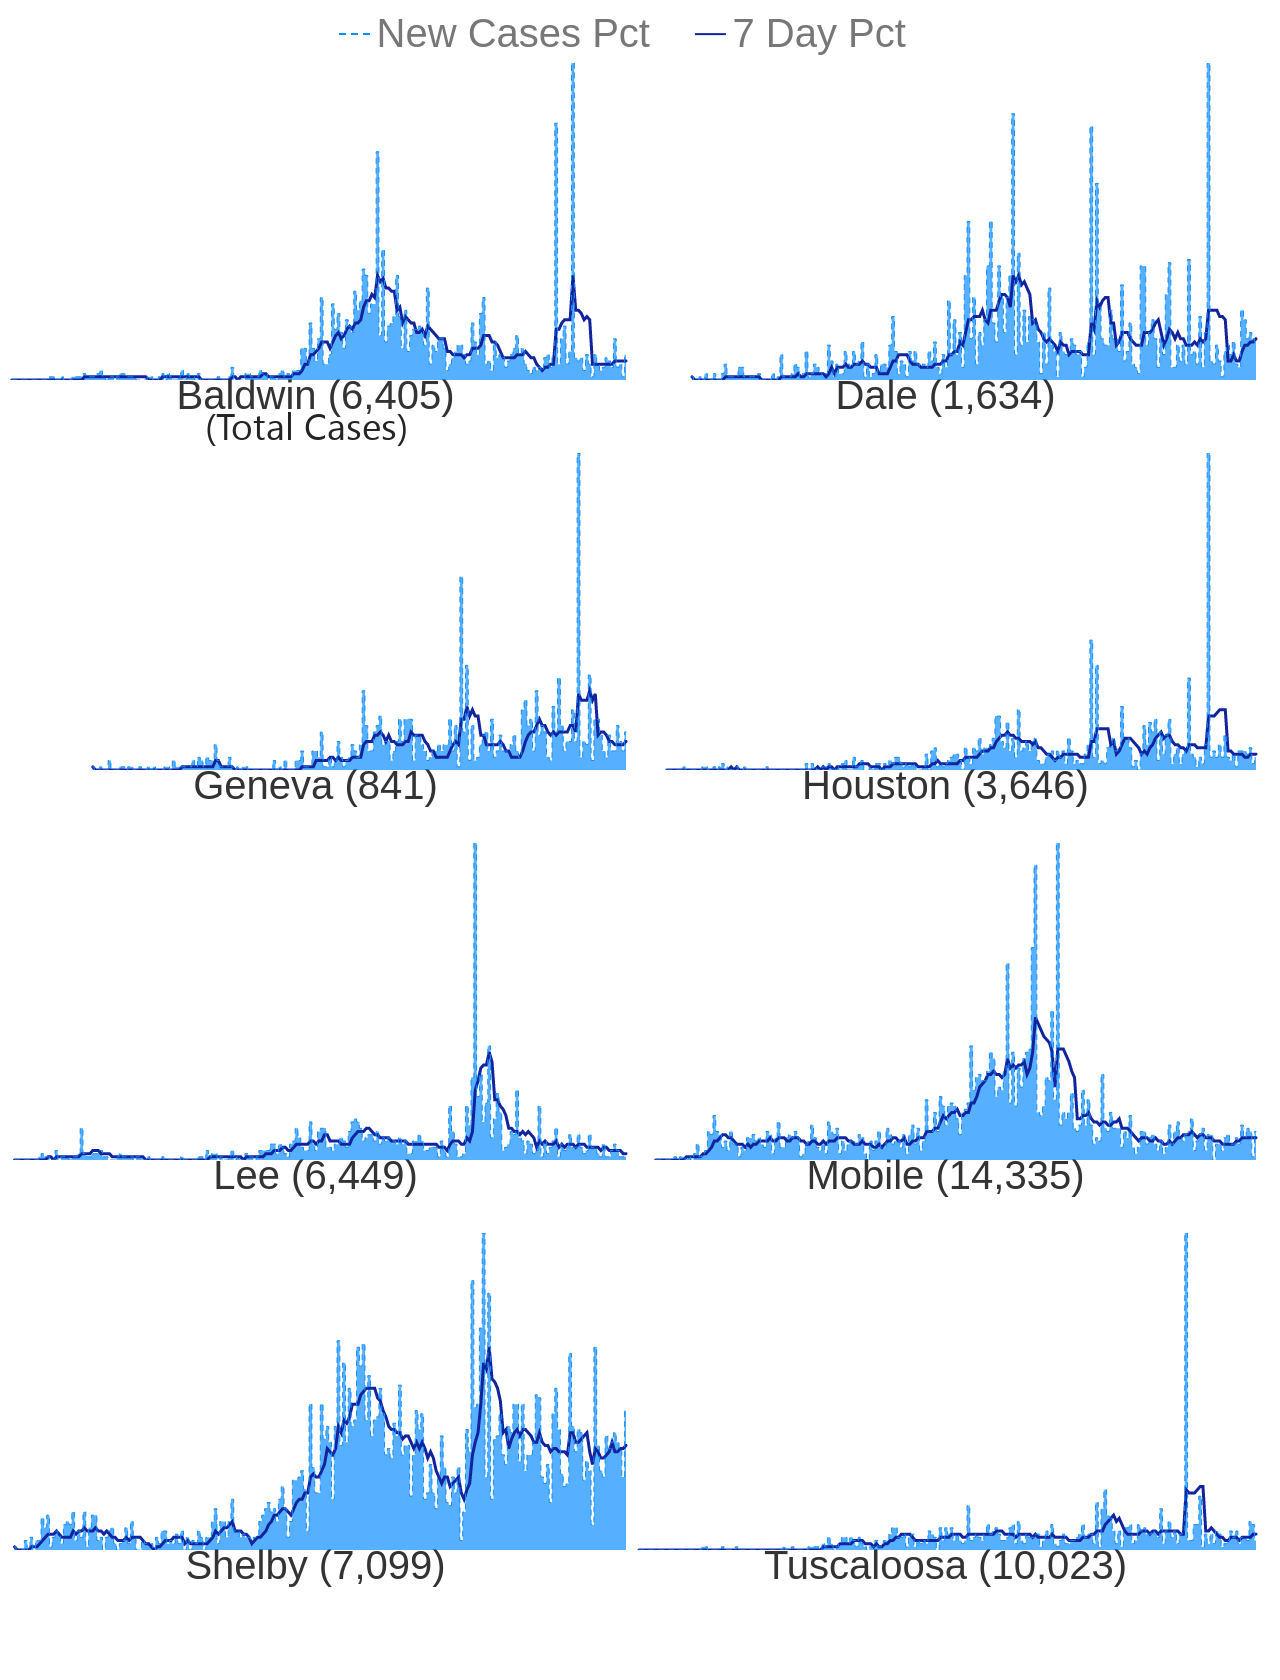 New Cases Pct 7 Day Pct
Baldwin (6,405) Dale (1,634)
(Total Cases)
Geneva (841) Houston (3,646)
Lee (6,449) Mobile (14,335)
Shelby (7,099) Tuscaloosa (10,023)